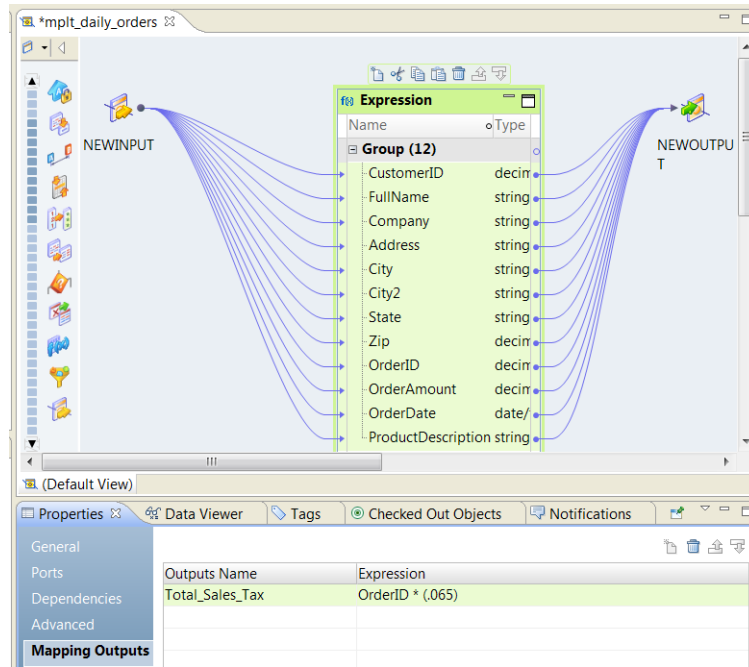 *mplt_daily_orders
NEWINPUT
f(x) Expression
Name Type
Group (12)
CustomerID decim
FullName string
Company string
Address string
City string
City2 string
State string
Zip decim
OrderID decim
OrderAmount decim
OrderDate date/
ProductDescription string
NEWOUTPU
T
(Default View)
Properties Data Viewer Tags Checked Out Objects Notifications
General
Ports
Dependencies
Advanced
Mapping Outputs
Outputs Name Expression
Total_Sales_Tax OrderID * (.065)